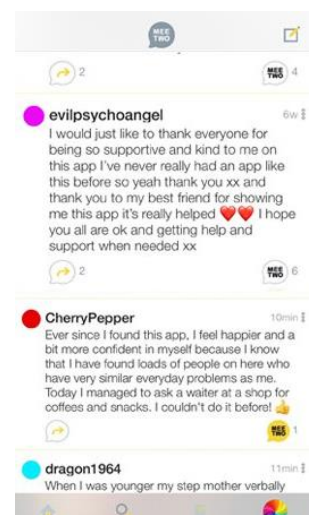 MEE
TWO
2
MEE
TWO
4
evilpsychoangel
6w
I would just like to thank everyone for
being so supportive and kind to me on
this app I've never really had an app like
this before so yeah thank you xx and
thank you to my best friend for showing
me this app it's really helped ❤️❤️ I hope
you all are ok and getting help and
support when needed xx
2
MEE
TWO
6
CherryPepper
10min
Ever since I found this app, I feel happier and a
bit more confident in myself because I know
that I have found loads of people on here who
have very similar everyday problems as me.
Today I managed to ask a waiter at a shop for
coffees and snacks. I couldn't do it before! 👍
MEE
TWO
1
dragon1964
11min
When I was younger my step mother verbally